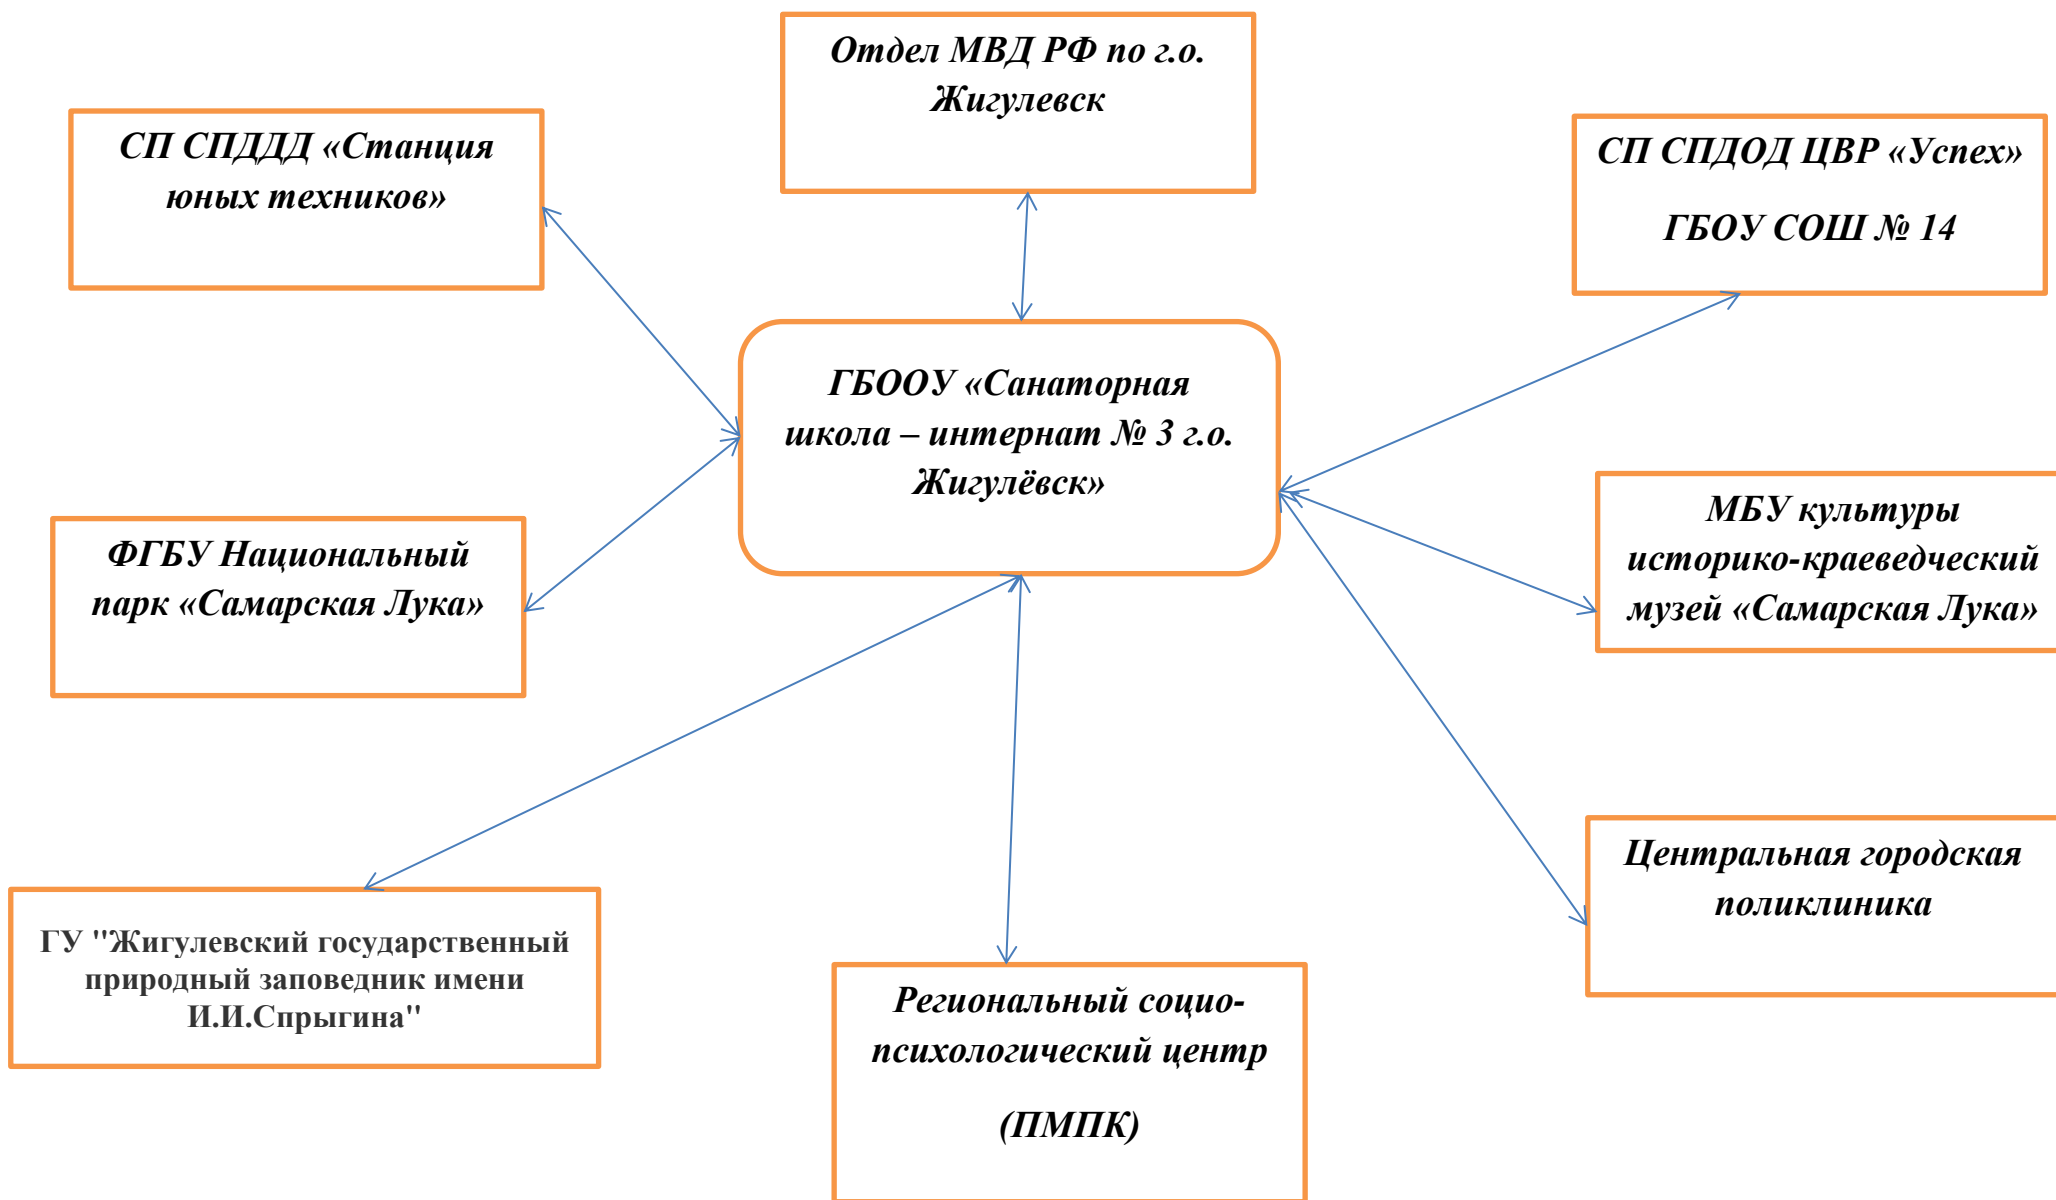 Отдел МВД РФ по г.о.
Жигулевск
СП СПДДД «Станция
юных техников»
СП СПДОД ЦВР «Успех»
ГБОУ СОШ № 14
ГБООУ «Санаторная
школа – интернат № 3 г.о.
Жигулёвск»
ФГБУ Национальный
парк «Самарская Лука»
МБУ культуры
историко-краеведческий
музей «Самарская Лука»
Центральная городская
поликлиника
ГУ "Жигулевский государственный
природный заповедник имени
И.И.Спрыгина"
Региональный социо-
психологический центр
(ПМПК)